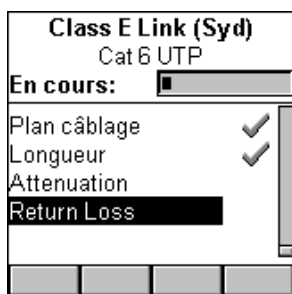 Class E Link (Syd)
Cat 6 UTP
En cours:
Plan câblage
Longueur
Attenuation
Return Loss